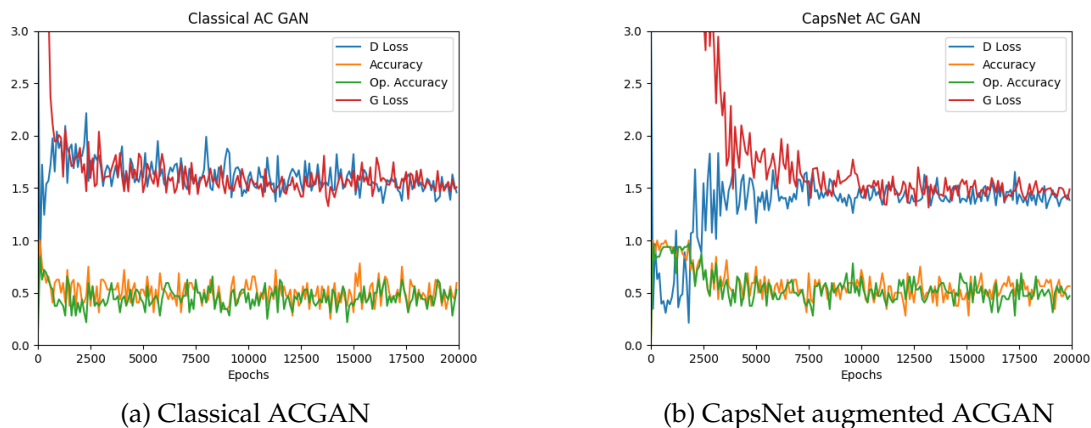 Classical AC GAN
3.0
2.5
2.0
1.5
1.0
0.5
0.0
D Loss
Accuracy
Op. Accuracy
G Loss
0 2500 5000 7500 10000 12500 15000 17500 20000
Epochs
(a) Classical ACGAN
CapsNet AC GAN
3.0
2.5
2.0
1.5
1.0
0.5
0.0
D Loss
Accuracy
Op. Accuracy
G Loss
0 2500 5000 7500 10000 12500 15000 17500 20000
Epochs
(b) CapsNet augmented ACGAN